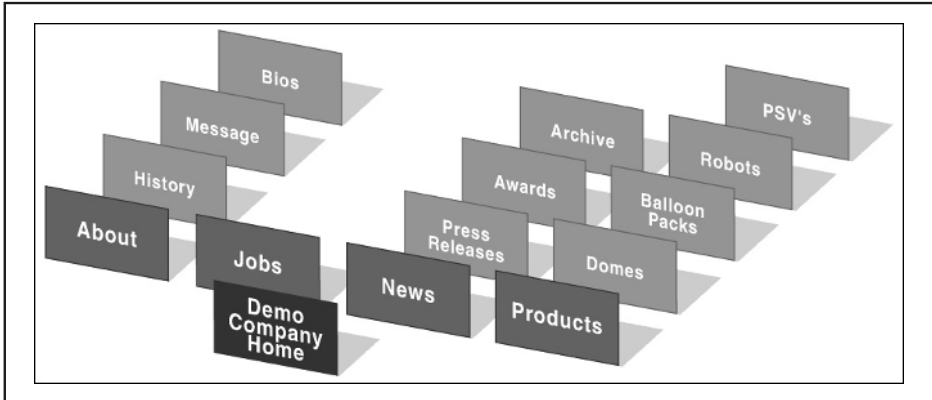 Bios
Message
History
About
Jobs
Demo
Company
Home
Archive
Awards
Press
Releases
News
PSV's
Robots
Balloon
Packs
Domes
Products